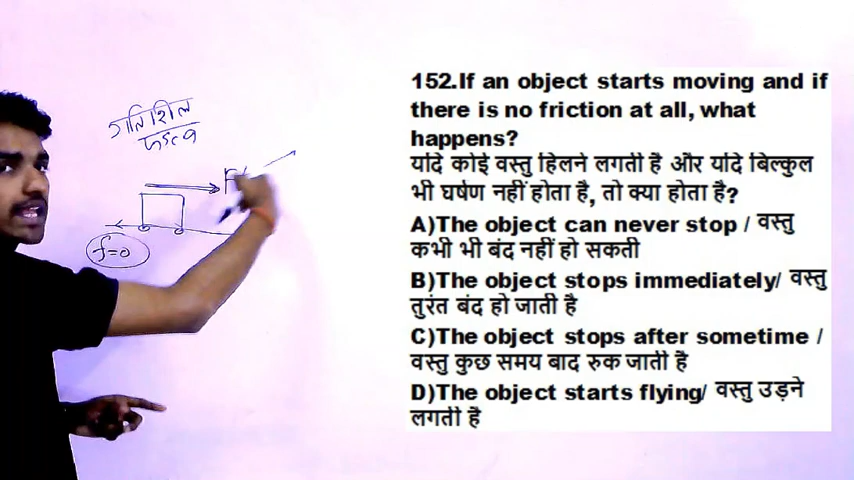 गतिशील
f=0
F
152.If an object starts moving and if
there is no friction at all, what
happens?
यदि कोई वस्तु हिलने लगती है और यदि बिल्कुल
भी घर्षण नहीं होता है, तो क्या होता है?
A)The object can never stop / वस्तु
कभी भी बंद नहीं हो सकती
B)The object stops immediately/ वस्तु
तुरंत बंद हो जाती है
C)The object stops after sometime /
वस्तु कुछ समय बाद रुक जाती है
D)The object starts flying/ वस्तु उड़ने
लगती है